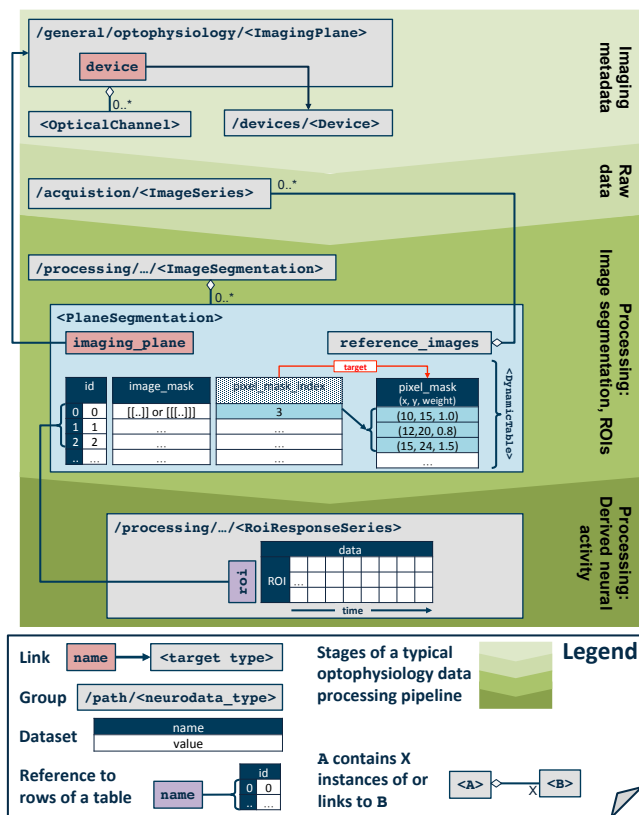 /general/optophysiology/<ImagingPlane>
device
0..*
<OpticalChannel>
/devices/<Device>
Imaging
metadata
/acquistion/<ImageSeries>
0..*
Raw
data
/processing/…/<ImageSegmentation>
0..*
<PlaneSegmentation>
imaging_plane
reference_images
target
id
image_mask
pixel_mask_index
pixel_mask
(x, y, weight)
0 0
[[..]] or [[[..]]]
3
(10, 15, 1.0)
1 1
…
…
(12,20, 0.8)
2 2
…
…
(15, 24, 1.5)
.. …
…
…
…
<DynamicTable>
Processing:
Image segmentation, ROIs
/processing/…/<RoiResponseSeries>
roi
data
ROI
…
time
Processing:
Derived neural
activity
Legend
Link
name
<target type>
Group
/path/<neurodata_type>
Dataset
name
value
Reference to
rows of a table
name
id
0 0
.. …
Stages of a typical
optophysiology data
processing pipeline
A contains X
instances of or
links to B
<A>
X
<B>